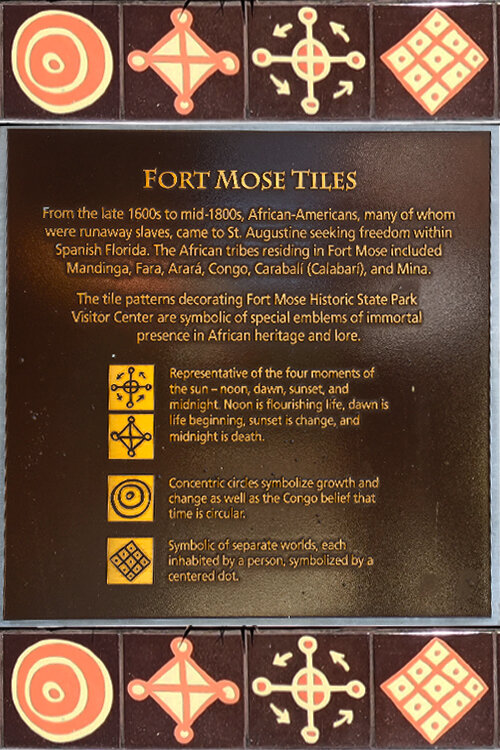 FORT MOSE TILES
From the late 1600s to mid-1800s, African-Americans, many of whom
were runaway slaves, came to St. Augustine seeking freedom within
Spanish Florida. The African tribes residing in Fort Mose included
Mandinga, Fara, Arará, Congo, Carabalí (Calabarí), and Mina.
The tile patterns decorating Fort Mose Historic State Park
Visitor Center are symbolic of special emblems of immortal
presence in African heritage and lore.
Representative of the four moments of
the sun – noon, dawn, sunset, and
midnight. Noon is flourishing life, dawn is
life beginning, sunset is change, and
midnight is death.
Concentric circles symbolize growth and
change as well as the Congo belief that
time is circular.
Symbolic of separate worlds, each
inhabited by a person, symbolized by a
centered dot.